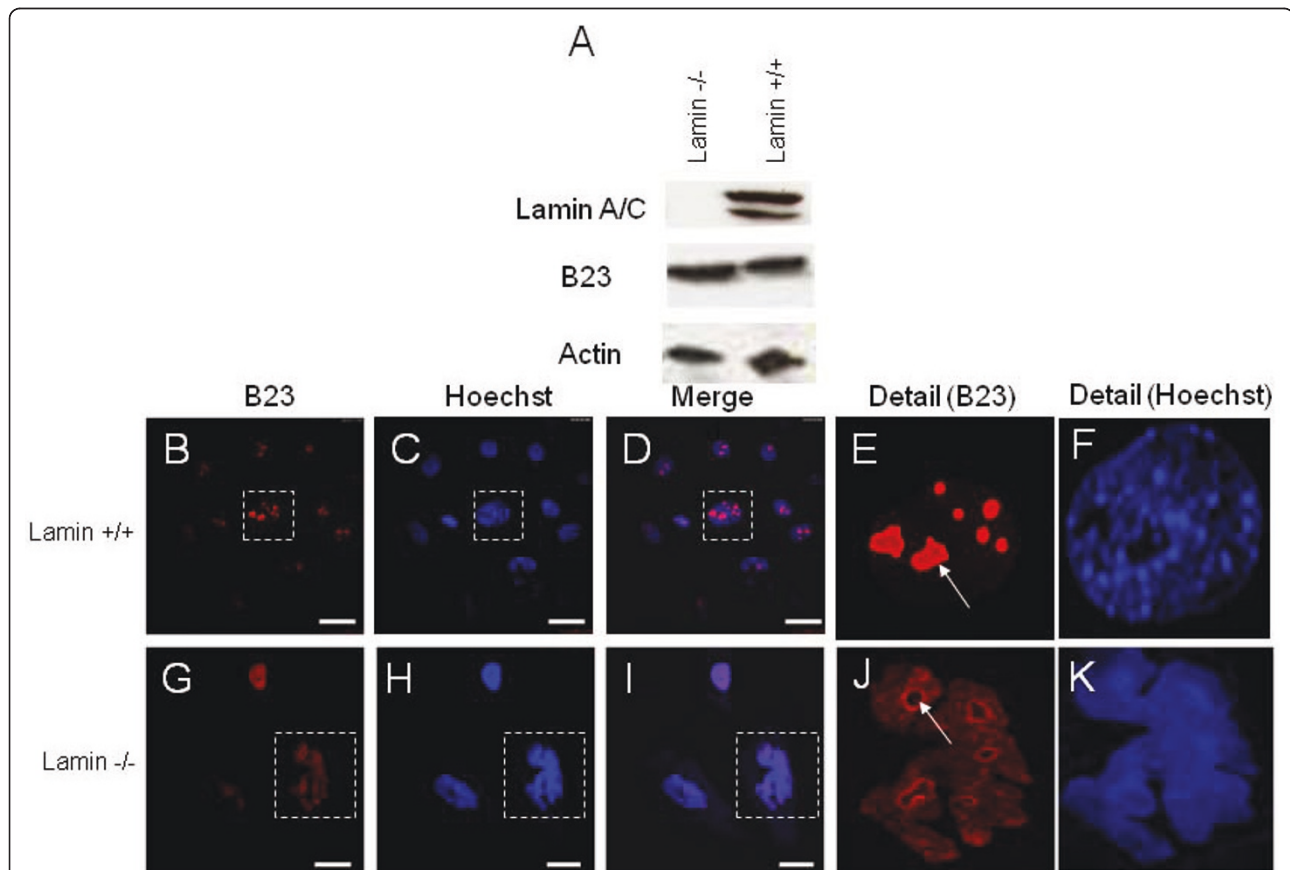 A
Lamin -/-
Lamin +/+
Lamin A/C
B23
Actin
B23 Hoechst Merge Detail (B23) Detail (Hoechst)
Lamin +/+
B C D E F
Lamin -/-
G H I J K